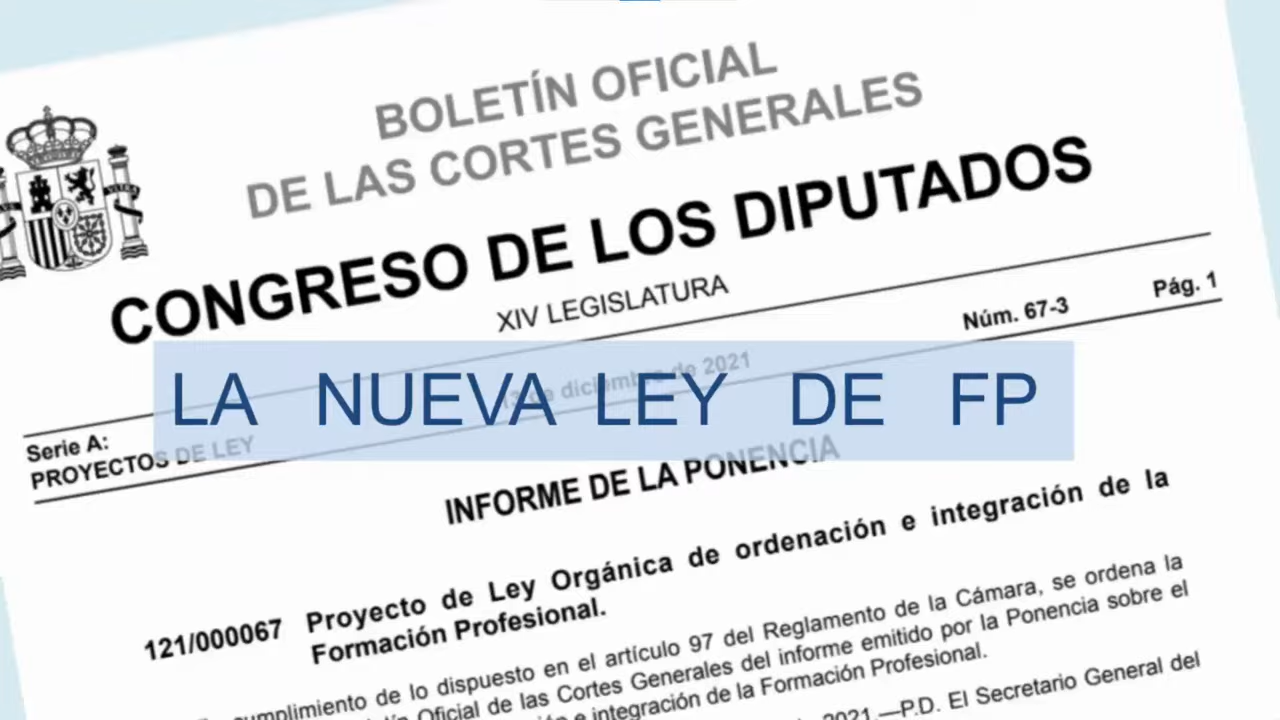 BOLETÍN OFICIAL
DE LAS CORTES GENERALES
CONGRESO DE LOS DIPUTADOS
XIV LEGISLATURA
Serie A:
PROYECTOS DE LEY
13 de diciembre de 2021
Núm. 67-3
Pág. 1
LA NUEVA LEY DE FP
INFORME DE LA PONENCIA
121/000067 Proyecto de Ley Orgánica de ordenación e integración de la
Formación Profesional.
cumplimiento de lo dispuesto en el artículo 97 del Reglamento de la Cámara, se ordena la
Oficial de las Cortes Generales del informe emitido por la Ponencia sobre el
e integración de la Formación Profesional.
2021.—P.D. El Secretario General del